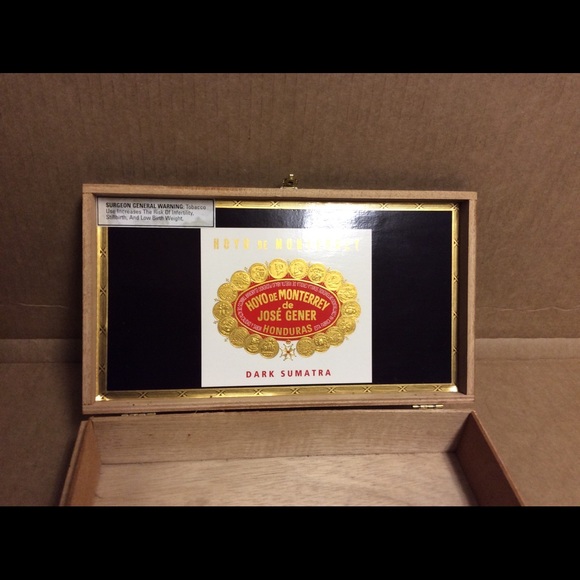 SURGEON GENERAL WARNING: Tobacco
Use Increases The Risk Of Infertility,
Stillbirth, And Low Birth Weight.
HOYO DE MONTERREY
HOYO DE MONTERREY
de
JOSÉ GENER
HONDURAS
DARK SUMATRA